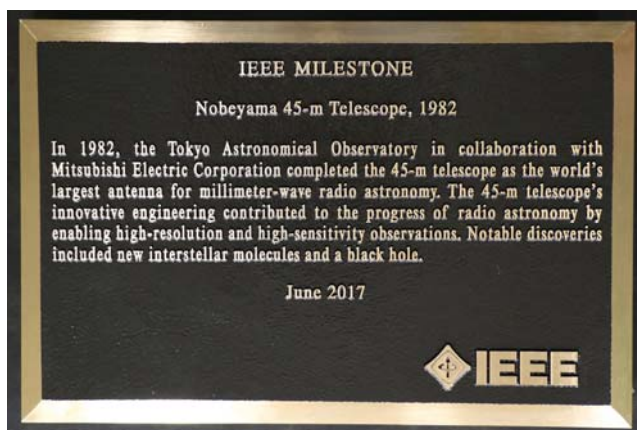 IEEE MILESTONE
Nobeyama 45-m Telescope, 1982
In 1982, the Tokyo Astronomical Observatory in collaboration with
Mitsubishi Electric Corporation completed the 45-m telescope as the world's
largest antenna for millimeter-wave radio astronomy. The 45-m telescope's
innovative engineering contributed to the progress of radio astronomy by
enabling high-resolution and high-sensitivity observations. Notable discoveries
included new interstellar molecules and a black hole.
June 2017
IEEE